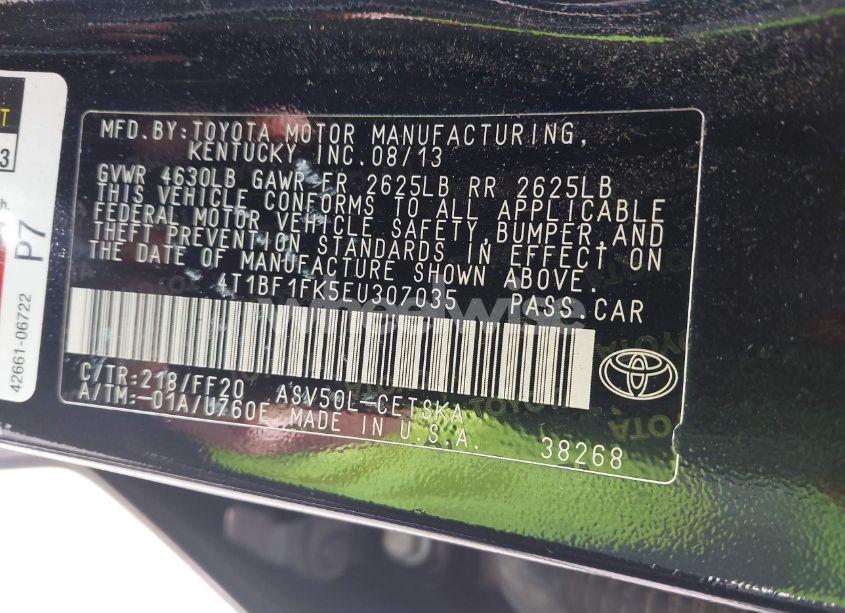 MFD.BY:TOYOTA MOTOR MANUFACTURING,
KENTUCKY, INC.08/13
GVWR 4630LB GAWR FR 2625LB RR 2625LB
THIS VEHICLE CONFORMS TO ALL APPLICABLE
FEDERAL MOTOR VEHICLE SAFETY,BUMPER,AND
THEFT PREVENTION STANDARDS IN EFFECT ON
THE DATE OF MANUFACTURE SHOWN ABOVE.
4T1BF1FK5EU307035 PASS.CAR
C/TR:218/FF20 ASV50L-CETSKA
A/TM:-01A/U760E MADE IN U.S.A.
38268
P7
42661-06722
Wheelwise
TOYOTA